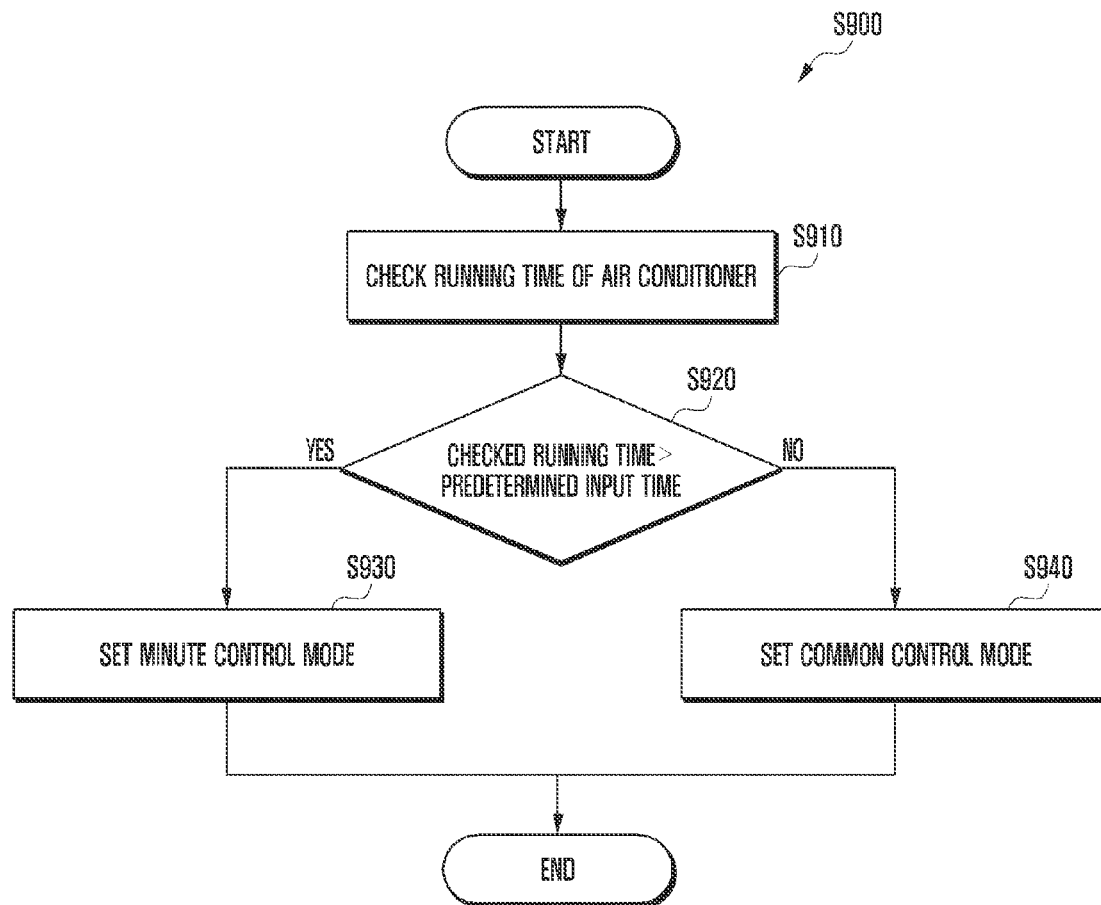 S900
START
S910
CHECK RUNNING TIME OF AIR CONDITIONER
S920
YES
CHECKED RUNNING TIME>
PREDETERMINED INPUT TIME
NO
S930
SET MINUTE CONTROL MODE
S940
SET COMMON CONTROL MODE
END